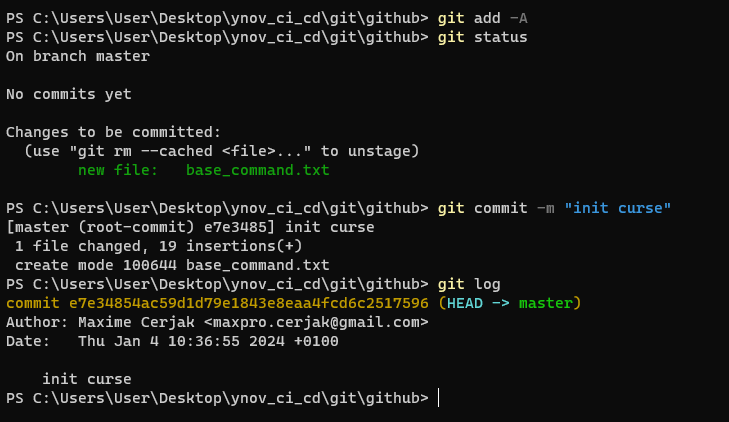 PS C:\Users\User\Desktop\ynov_ci_cd\git\github> git add -A
PS C:\Users\User\Desktop\ynov_ci_cd\git\github> git status
On branch master
No commits yet
Changes to be committed:
  (use "git rm --cached <file>..." to unstage)
        new file:   base_command.txt
PS C:\Users\User\Desktop\ynov_ci_cd\git\github> git commit -m "init curse"
[master (root-commit) e7e3485] init curse
 1 file changed, 19 insertions(+)
 create mode 100644 base_command.txt
PS C:\Users\User\Desktop\ynov_ci_cd\git\github> git log
commit e7e34854ac59d1d79e1843e8eaa4fcd6c2517596 (HEAD -> master)
Author: Maxime Cerjak <maxpro.cerjak@gmail.com>
Date:   Thu Jan 4 10:36:55 2024 +0100
    init curse
PS C:\Users\User\Desktop\ynov_ci_cd\git\github>